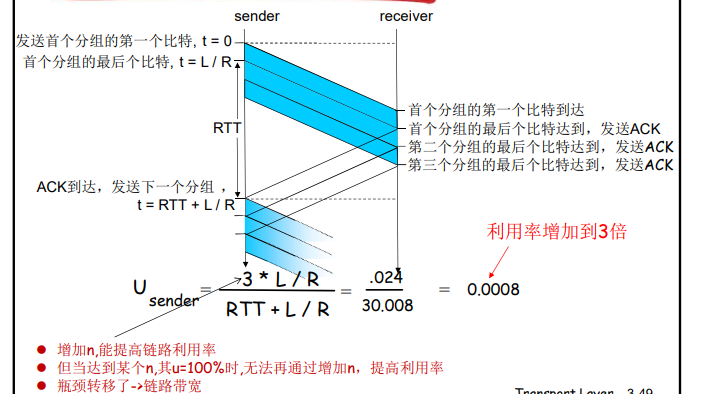 sender
receiver
发送首个分组的第一个比特, t = 0
首个分组的最后个比特, t = L / R
RTT
首个分组的第一个比特到达
首个分组的最后个比特达到，发送ACK
第二个分组的最后个比特达到，发送ACK
第三个分组的最后个比特达到，发送ACK
ACK到达，发送下一个分组 ，
t = RTT + L / R
利用率增加到3倍
U sender = 3 * L / R / RTT + L / R = .024 / 30.008 = 0.0008
增加n,能提高链路利用率
但当达到某个n,其u=100%时,无法再通过增加n，提高利用率
瓶颈转移了->链路带宽
Transport Layer 3-49